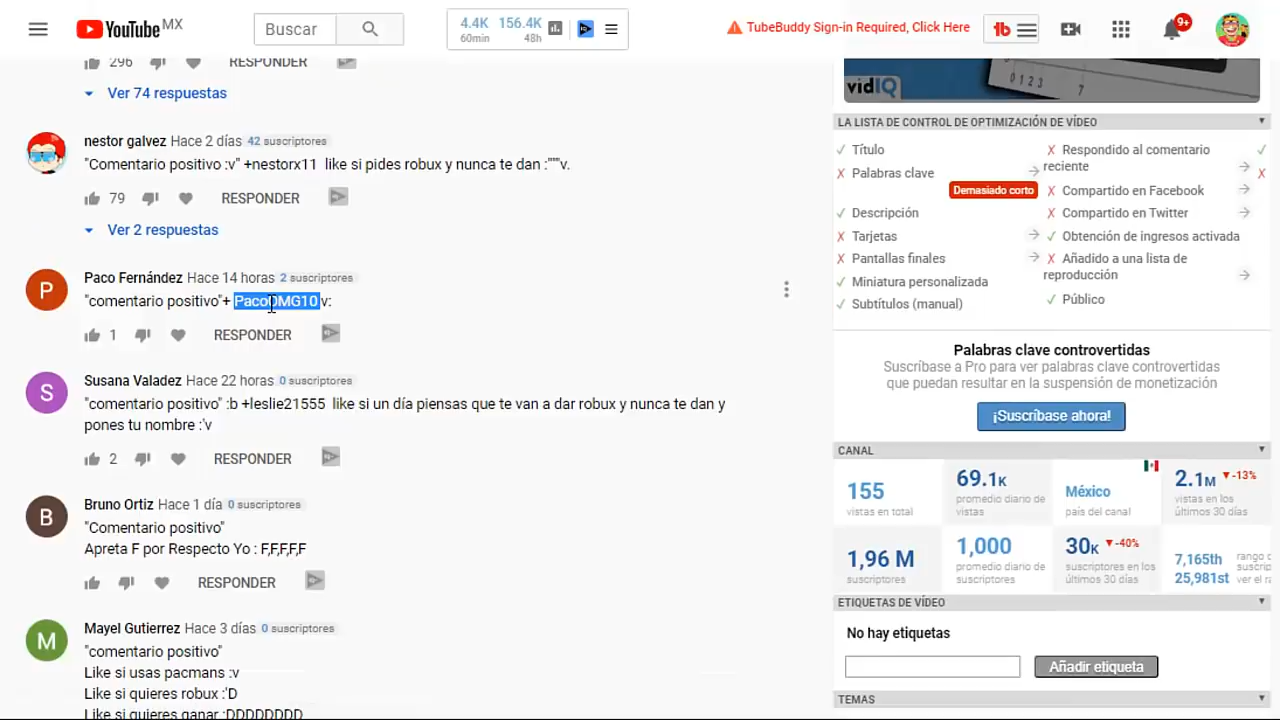 YouTube MX
Buscar
4.4K 156.4K
60min 48h
TubeBuddy Sign-in Required, Click Here
tb
9+
296 RESPONDER
Ver 74 respuestas
nestor galvez Hace 2 días 42 suscriptores
"Comentario positivo :v" +nestorx11 like si pides robux y nunca te dan :"""v.
79 RESPONDER
Ver 2 respuestas
P
Paco Fernández Hace 14 horas 2 suscriptores
"comentario positivo"+ PacoOMG10 v:
1 RESPONDER
S
Susana Valadez Hace 22 horas 0 suscriptores
"comentario positivo" :b +leslie21555 like si un día piensas que te van a dar robux y nunca te dan y
pones tu nombre :'v
2 RESPONDER
B
Bruno Ortiz Hace 1 día 0 suscriptores
"Comentario positivo"
Apreta F por Respecto Yo : F,F,F,F,F
RESPONDER
M
Mayel Gutierrez Hace 3 días 0 suscriptores
"comentario positivo"
Like si usas pacmans :v
Like si quieres robux :'D
Like si quieres ganar :DDDDDDDD
vidIQ
0 1 2 3 7
LA LISTA DE CONTROL DE OPTIMIZACIÓN DE VÍDEO
Título
Palabras clave
Demasiado corto
Descripción
Tarjetas
Pantallas finales
Miniatura personalizada
Subtítulos (manual)
Respondido al comentario
reciente
Compartido en Facebook
Compartido en Twitter
Obtención de ingresos activada
Añadido a una lista de
reproducción
Público
Palabras clave controvertidas
Suscríbase a Pro para ver palabras clave controvertidas
que puedan resultar en la suspensión de monetización
¡Suscríbase ahora!
CANAL
155
vistas en total
69.1K
promedio diario de
vistas
México
país del canal
2.1M -13%
vistas en los
últimos 30 días
1,96 M
suscriptores
1,000
promedio diario de
suscriptores
30K -40%
suscriptores en los
últimos 30 días
7,165th
25,981st
rango
suscrip
ver el ra
ETIQUETAS DE VÍDEO
No hay etiquetas
Añadir etiqueta
TEMAS